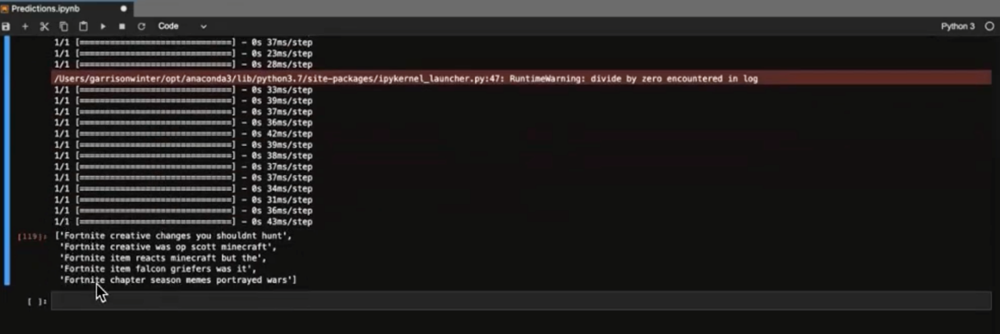 Predictions.ipynb
Code
Python 3
1/1 [==============================] - 0s 37ms/step
1/1 [==============================] - 0s 23ms/step
1/1 [==============================] - 0s 28ms/step
/Users/garrisonwinter/opt/anaconda3/lib/python3.7/site-packages/ipykernel_launcher.py:47: RuntimeWarning: divide by zero encountered in log
1/1 [==============================] - 0s 33ms/step
1/1 [==============================] - 0s 39ms/step
1/1 [==============================] - 0s 37ms/step
1/1 [==============================] - 0s 36ms/step
1/1 [==============================] - 0s 42ms/step
1/1 [==============================] - 0s 39ms/step
1/1 [==============================] - 0s 38ms/step
1/1 [==============================] - 0s 37ms/step
1/1 [==============================] - 0s 37ms/step
1/1 [==============================] - 0s 34ms/step
1/1 [==============================] - 0s 31ms/step
1/1 [==============================] - 0s 36ms/step
1/1 [==============================] - 0s 43ms/step
[119]: ['Fortnite creative changes you shouldnt hunt',
'Fortnite creative was op scott minecraft',
'Fortnite item reacts minecraft but the',
'Fortnite item falcon griefers was it',
'Fortnite chapter season memes portrayed wars']
[ ]: